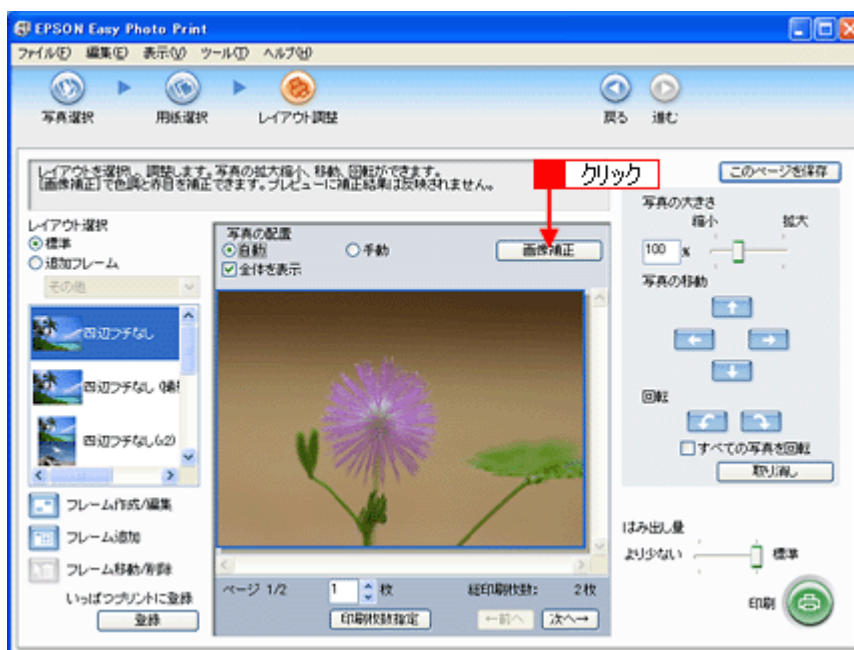 EPSON Easy Photo Print
ファイル(F) 編集(E) 表示(V) ツール(T) ヘルプ(H)
写真選択 用紙選択 レイアウト調整 戻る 進む
レイアウトを選択し、調整します。写真の拡大縮小、移動、回転ができます。
[画像補正]で色調と赤目を補正できます。プレビューに補正結果は反映されません。
クリック
このページを保存
レイアウト選択
標準
追加フレーム
その他
四辺フチなし
四辺フチなし
四辺フチなし(x2)
フレーム作成/編集
フレーム追加
フレーム移動/削除
いっぱつプリントに登録
登録
写真の配置
自動 手動 画像補正
全体を表示
ページ 1/2 1 枚 総印刷枚数: 2枚
印刷枚数指定 ←前へ 次へ→
写真の大きさ
縮小 拡大
100 %
写真の移動
回転
すべての写真を回転
取り消し
はみ出し量
より少ない 標準
印刷